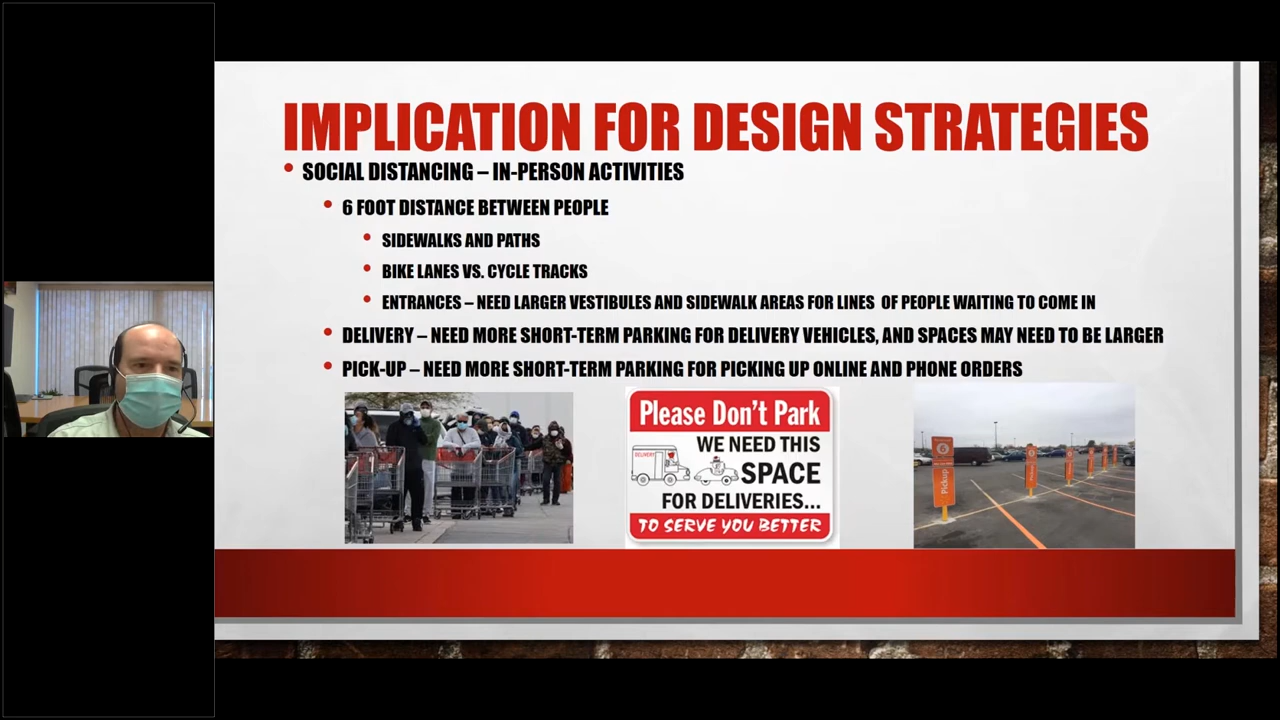 IMPLICATION FOR DESIGN STRATEGIES
• SOCIAL DISTANCING – IN-PERSON ACTIVITIES
• 6 FOOT DISTANCE BETWEEN PEOPLE
• SIDEWALKS AND PATHS
• BIKE LANES VS. CYCLE TRACKS
• ENTRANCES – NEED LARGER VESTIBULES AND SIDEWALK AREAS FOR LINES OF PEOPLE WAITING TO COME IN
• DELIVERY – NEED MORE SHORT-TERM PARKING FOR DELIVERY VEHICLES, AND SPACES MAY NEED TO BE LARGER
• PICK-UP – NEED MORE SHORT-TERM PARKING FOR PICKING UP ONLINE AND PHONE ORDERS
Please Don't Park
WE NEED THIS
DELIVERY
SPACE
FOR DELIVERIES...
TO SERVE YOU BETTER
Pickup